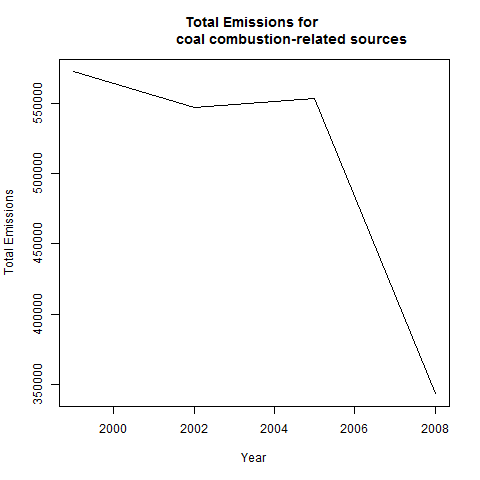 Total Emissions for
coal combustion-related sources
Total Emissions
550000
500000
450000
400000
350000
2000 2002 2004 2006 2008
Year